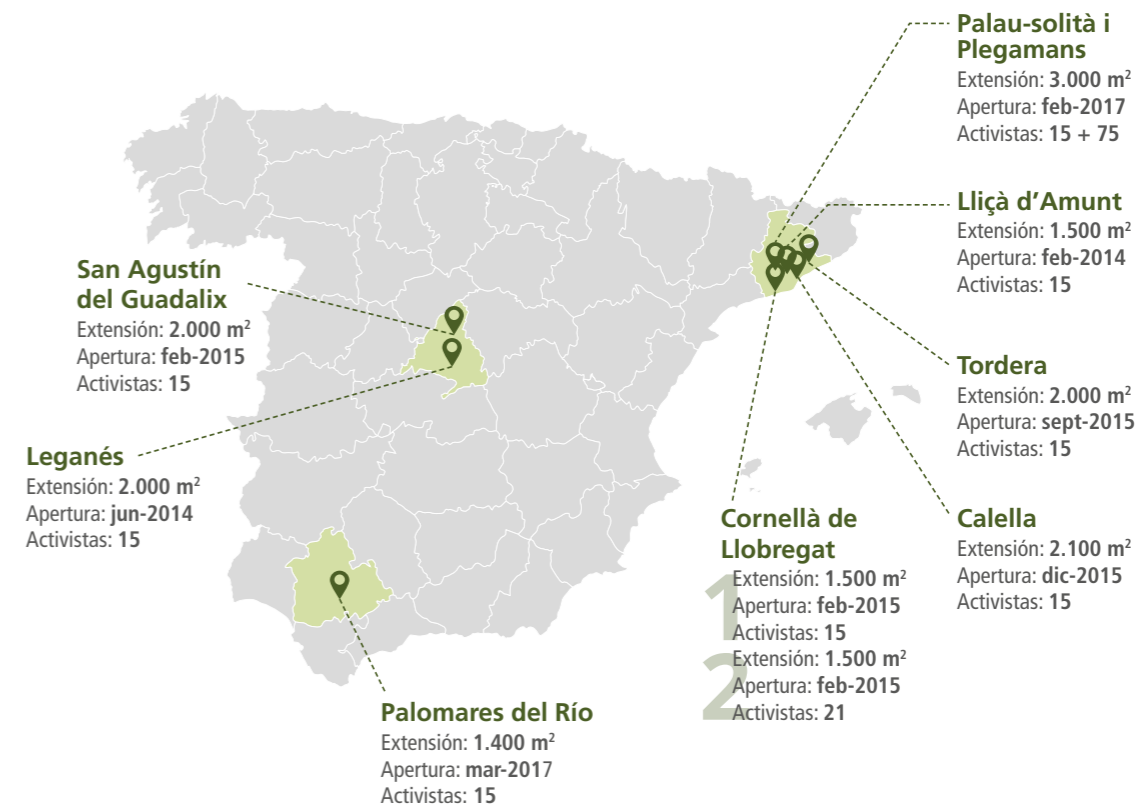 Palau-solità i
Plegamans
Extensión: 3.000 m²
Apertura: feb-2017
Activistas: 15 + 75
Lliçà d’Amunt
Extensión: 1.500 m²
Apertura: feb-2014
Activistas: 15
San Agustín
del Guadalix
Extensión: 2.000 m²
Apertura: feb-2015
Activistas: 15
Tordera
Extensión: 2.000 m²
Apertura: sept-2015
Activistas: 15
Leganés
Extensión: 2.000 m²
Apertura: jun-2014
Activistas: 15
Cornellà de
Llobregat
1
Extensión: 1.500 m²
Apertura: feb-2015
Activistas: 15
2
Extensión: 1.500 m²
Apertura: feb-2015
Activistas: 21
Calella
Extensión: 2.100 m²
Apertura: dic-2015
Activistas: 15
Palomares del Río
Extensión: 1.400 m²
Apertura: mar-2017
Activistas: 15